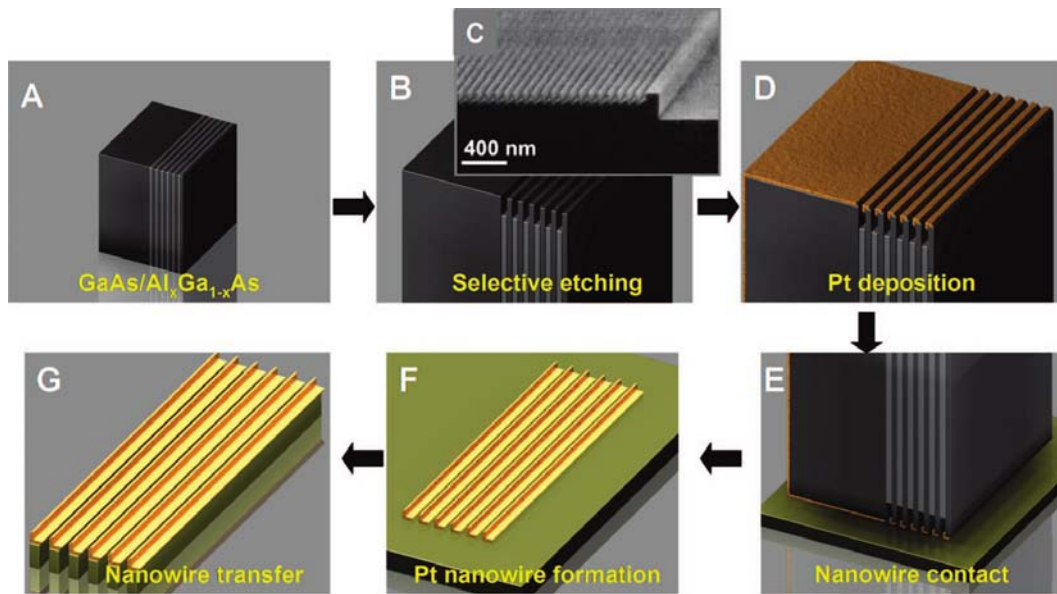 A
GaAs/AlxGa1-xAs
B
Selective etching
C
400 nm
D
Pt deposition
E
Nanowire contact
F
Pt nanowire formation
G
Nanowire transfer